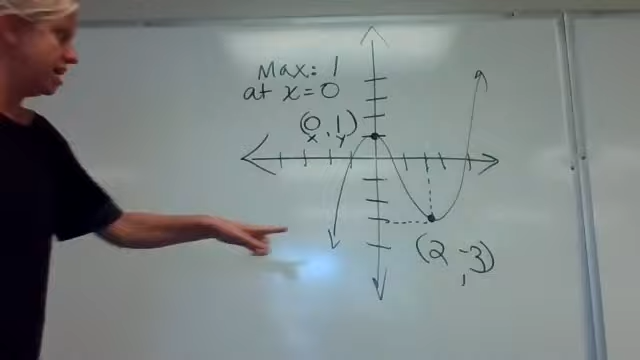 Max: 1
at x=0
(0,1)
x y
(2,-3)